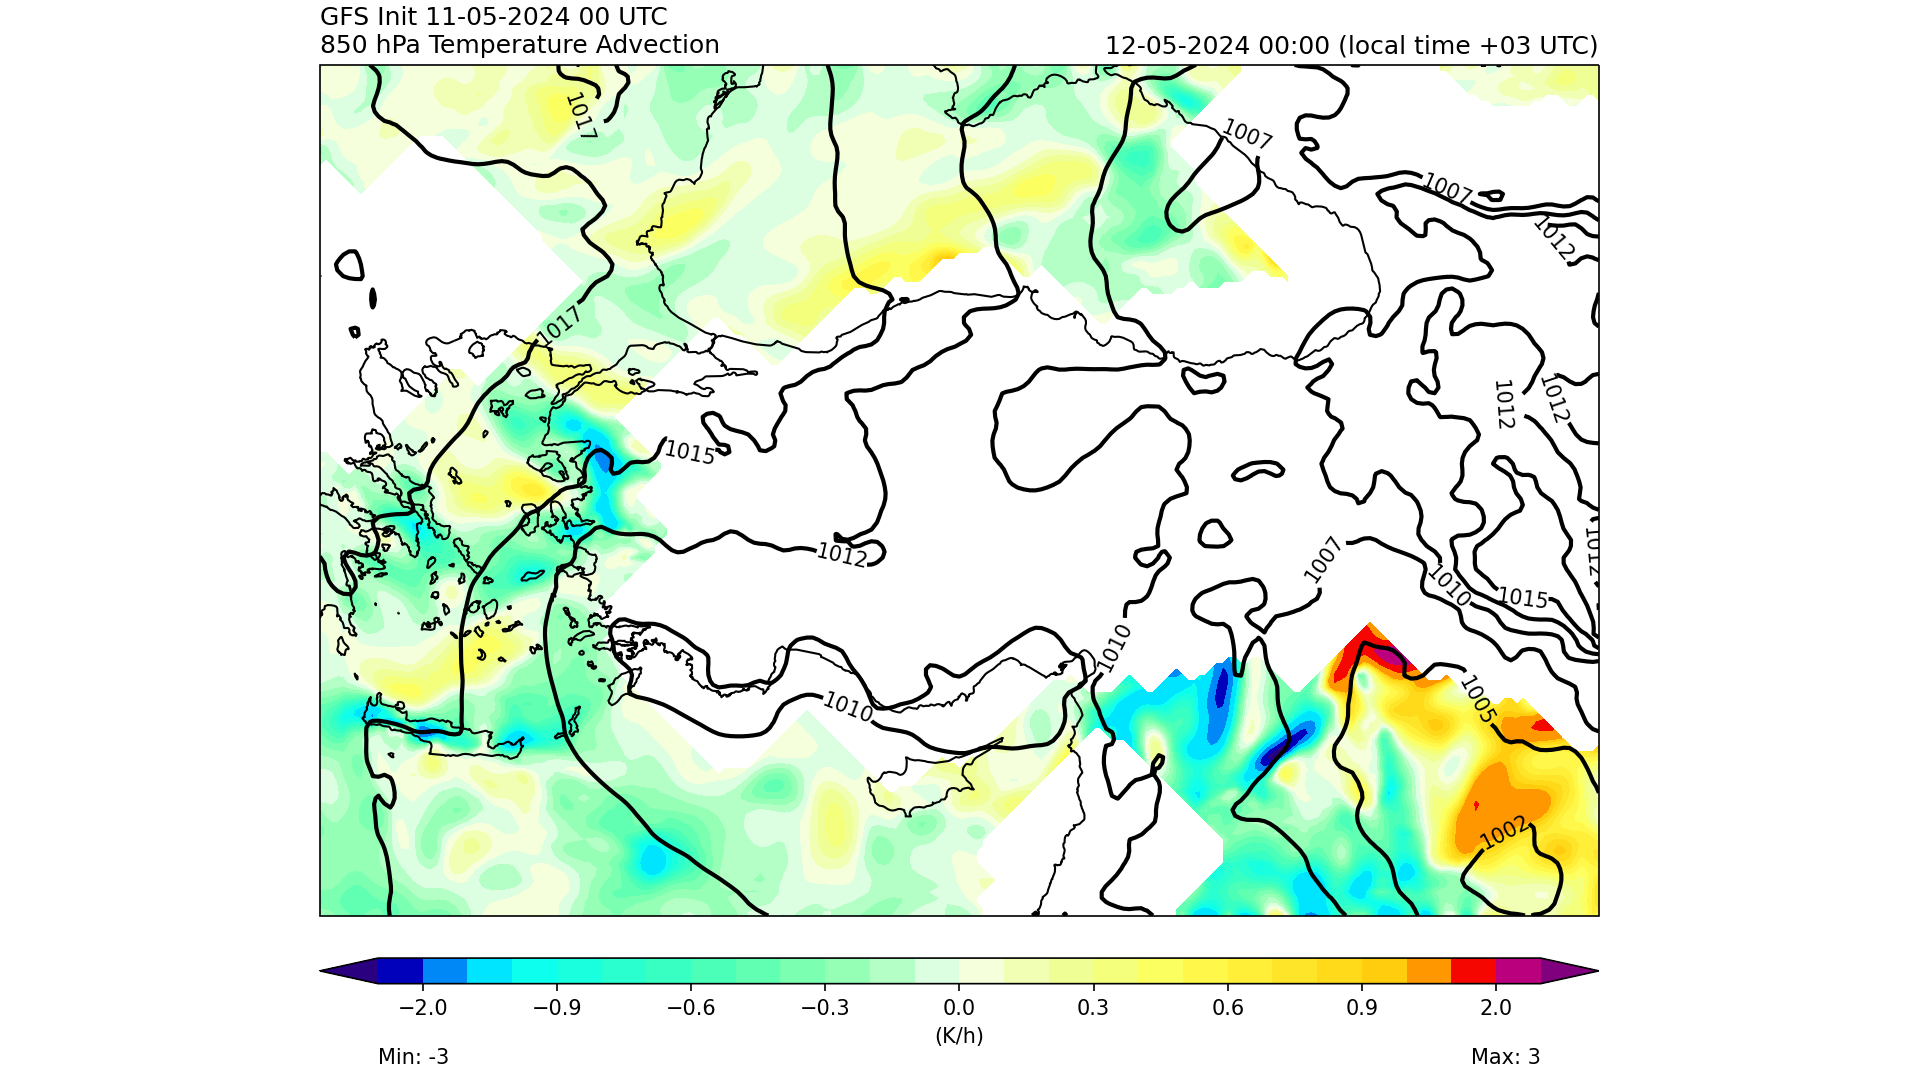 GFS Init 11-05-2024 00 UTC
850 hPa Temperature Advection
12-05-2024 00:00 (local time +03 UTC)
1017
1007
1007
1012
1017
1012
1012
1015
1012
1012
1007
1010
1015
1010
1010
1005
1002
−2.0 −0.9 −0.6 −0.3 0.0 0.3 0.6 0.9 2.0
(K/h)
Min: -3
Max: 3